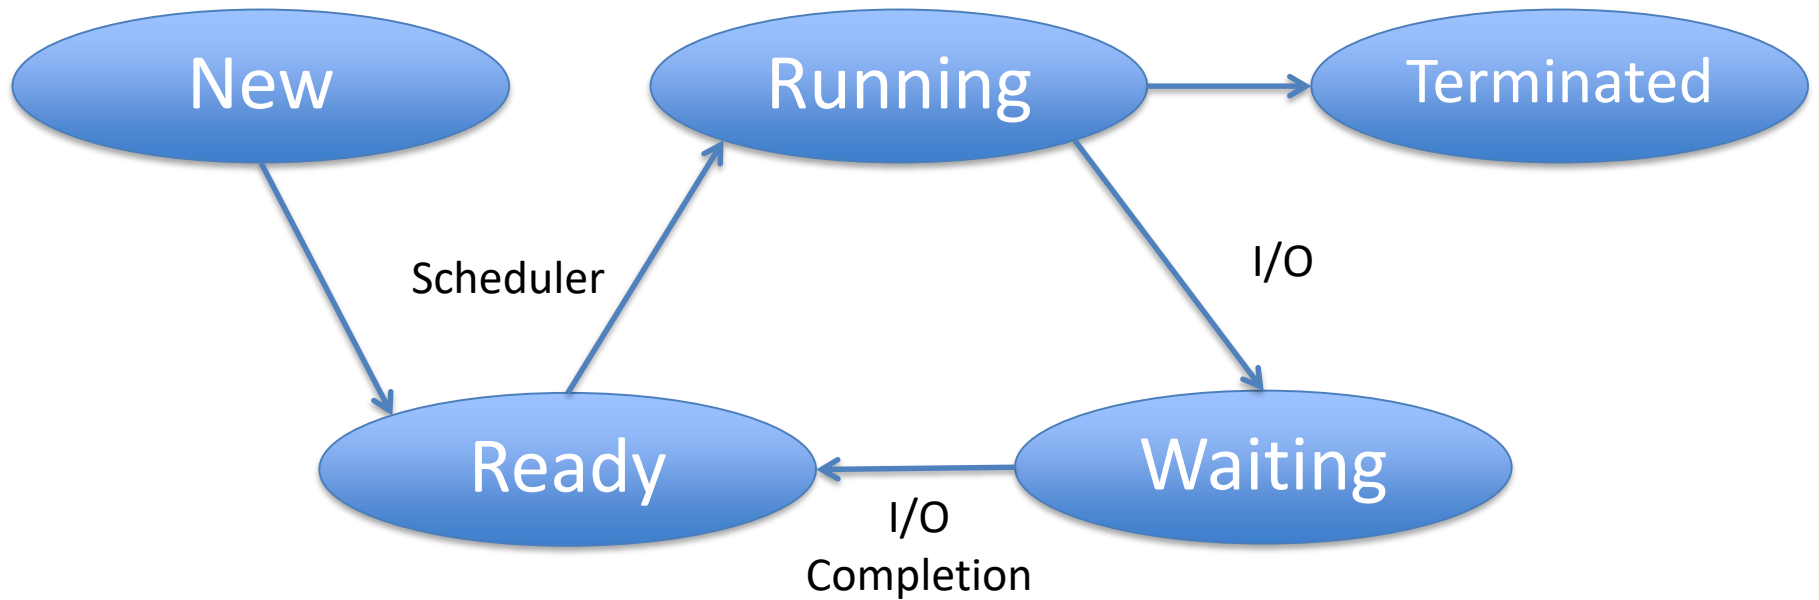 New
Running
Terminated
Scheduler
I/O
Ready
Waiting
I/O
Completion